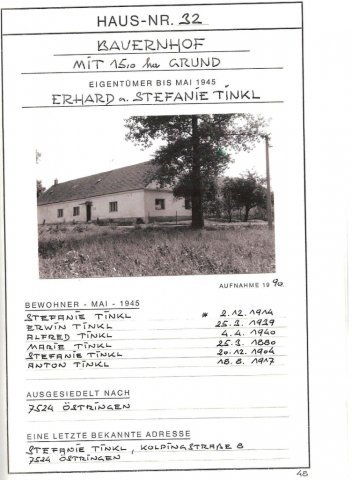 HAUS-NR. 32
BAUERNHOF
MIT 15,0 ha GRUND
EIGENTÜMER BIS MAI 1945
ERHARD u. STEFANIE TINKL
AUFNAHME 1990
BEWOHNER - MAI - 1945
STEFANIE TINKL * 2.12.1914
ERWIN TINKL 25.3.1939
ALFRED TINKL 4.4.1940
MARIE TINKL 25.3.1880
STEFANIE TINKL 20.12.1904
ANTON TINKL 18.8.1917
AUSGESIEDELT NACH
7524 ÖSTRINGEN
EINE LETZTE BEKANNTE ADRESSE
STEFANIE TINKL, KOLPINGSTRAßE 8
7524 ÖSTRINGEN
48